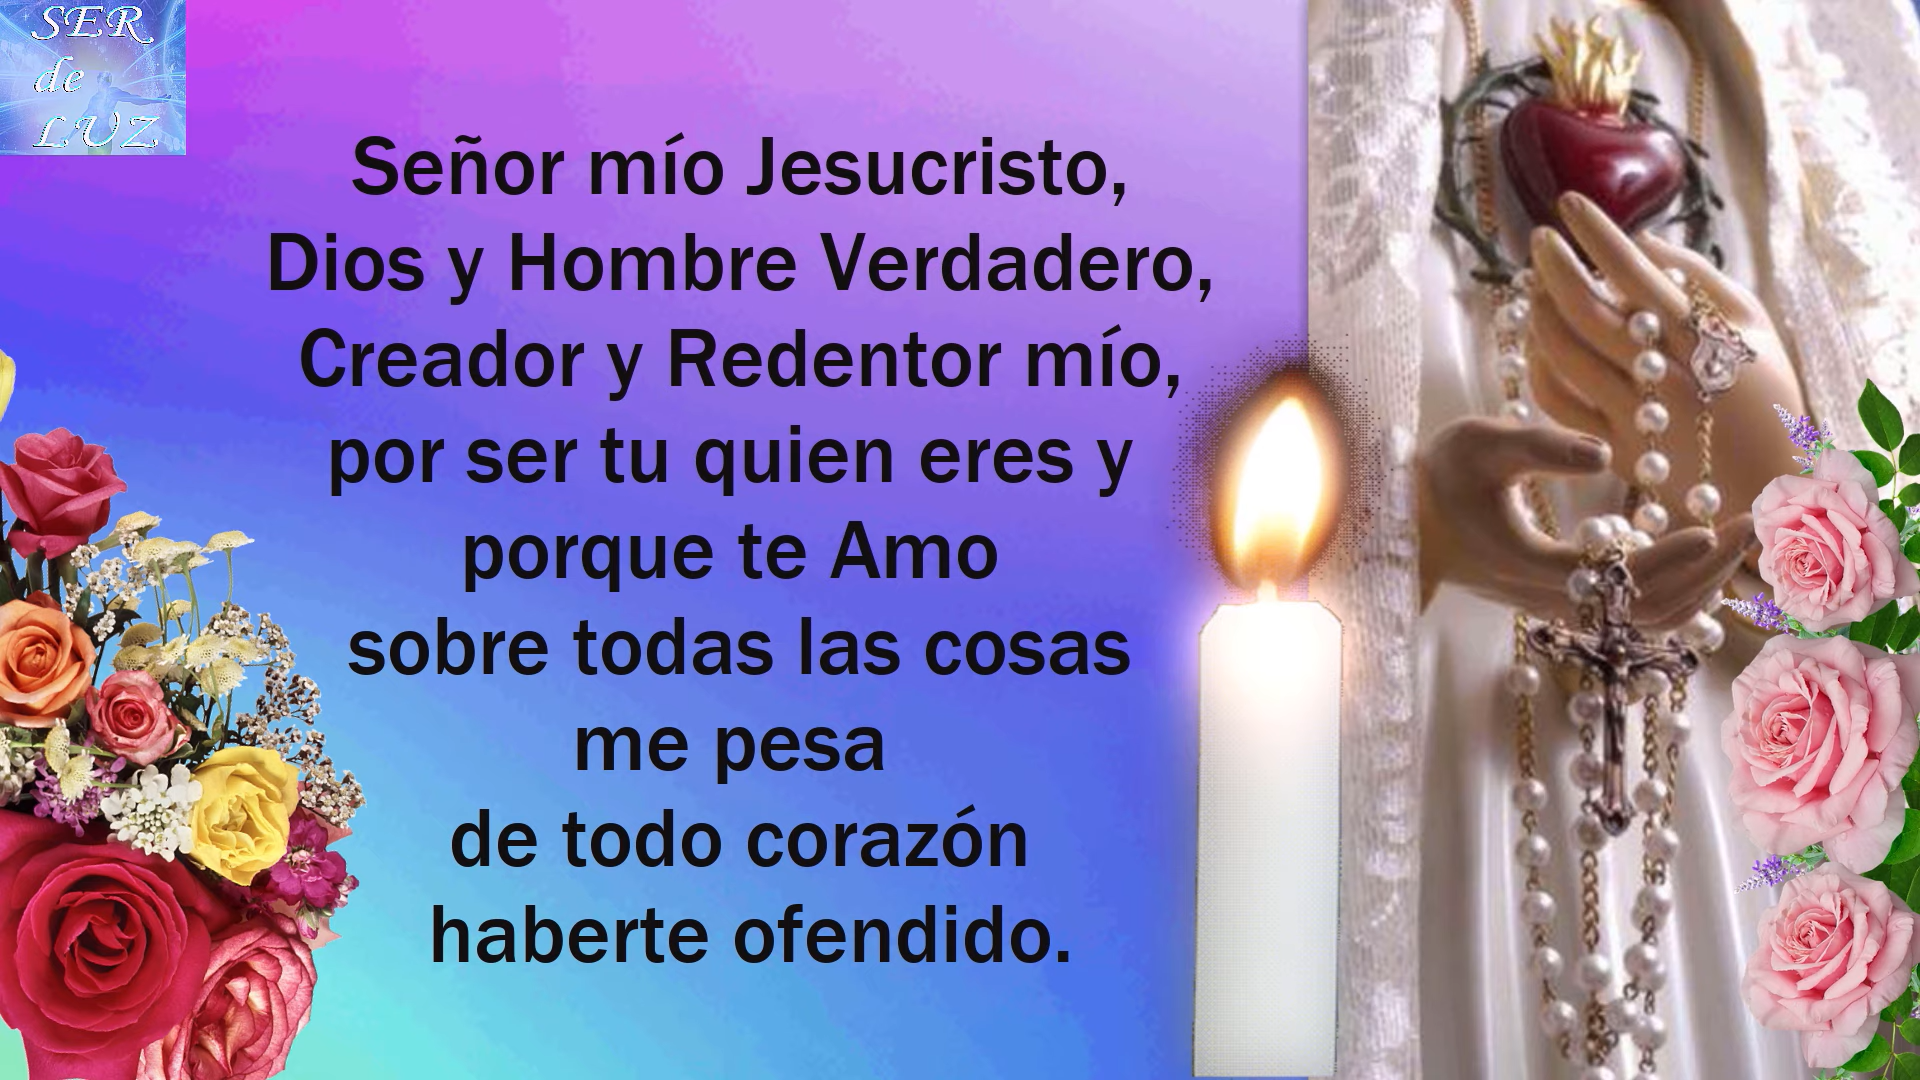 SER
de
LUZ
Señor mío Jesucristo,
Dios y Hombre Verdadero,
Creador y Redentor mío,
por ser tu quien eres y
porque te Amo
sobre todas las cosas
me pesa
de todo corazón
haberte ofendido.